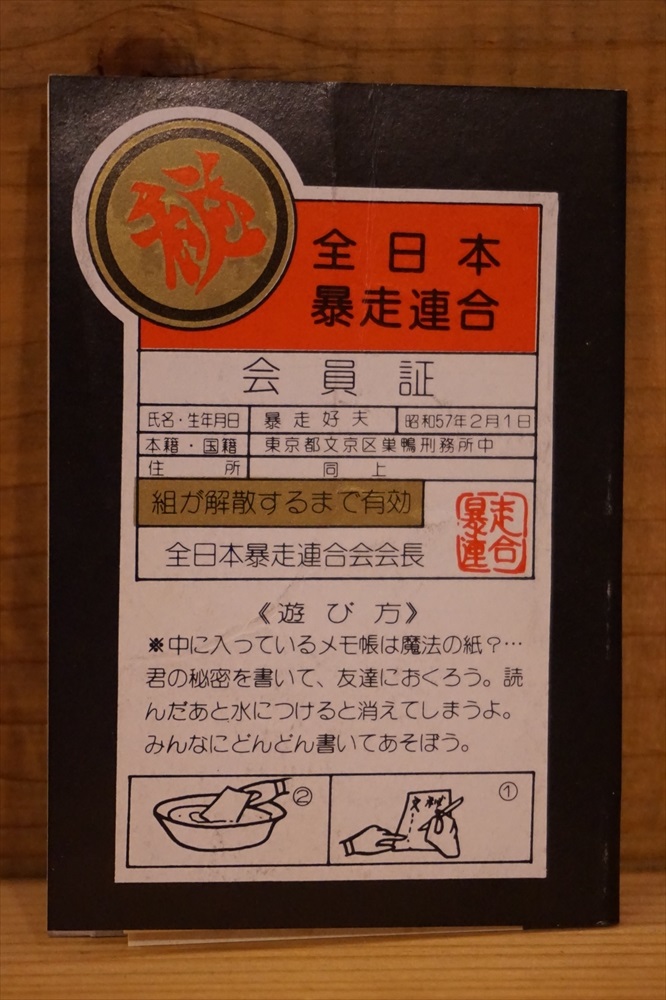 全日本
暴走連合
会員証
氏名・生年月日 暴走好夫 昭和57年2月1日
本籍・国籍 東京都文京区巣鴨刑務所中
住所 同上
組が解散するまで有効
全日本暴走連合会会長
暴走連合
《遊び方》
※中に入っているメモ帳は魔法の紙?…
君の秘密を書いて、友達におくろう。読
んだあと水につけると消えてしまうよ。
みんなにどんどん書いてあそぼう。
②
①